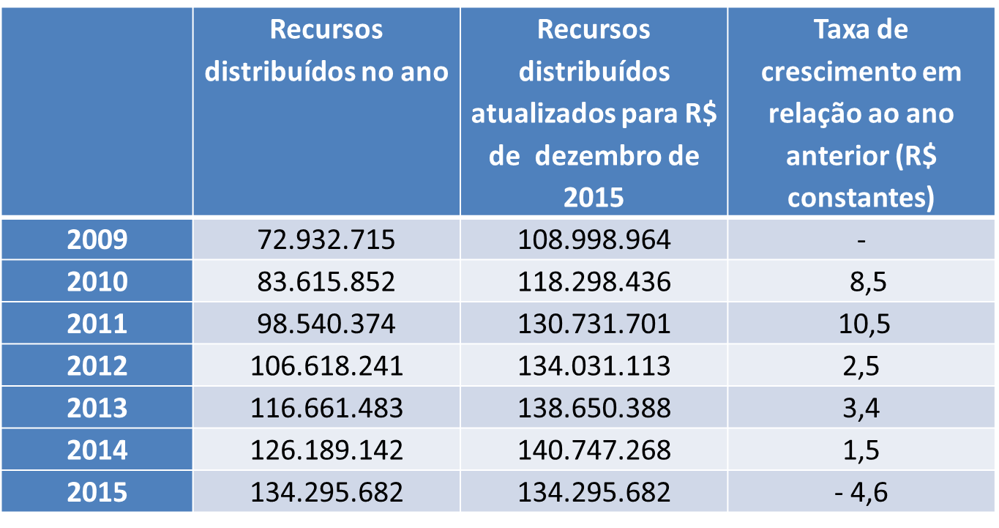 Recursos
distribuídos no ano
Recursos
distribuídos
atualizados para R$
de dezembro de
2015
Taxa de
crescimento em
relação ao ano
anterior (R$
constantes)
2009 72.932.715 108.998.964 -
2010 83.615.852 118.298.436 8,5
2011 98.540.374 130.731.701 10,5
2012 106.618.241 134.031.113 2,5
2013 116.661.483 138.650.388 3,4
2014 126.189.142 140.747.268 1,5
2015 134.295.682 134.295.682 - 4,6